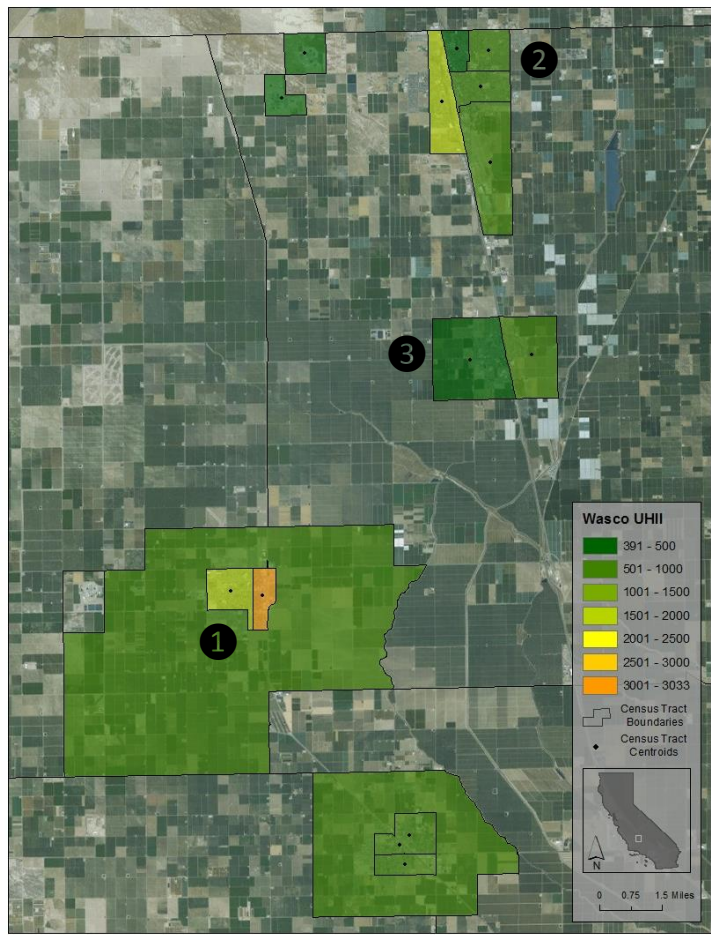 2
3
1
Wasco UHII
391 - 500
501 - 1000
1001 - 1500
1501 - 2000
2001 - 2500
2501 - 3000
3001 - 3033
Census Tract
Boundaries
Census Tract
Centroids
N
0 0.75 1.5 Miles